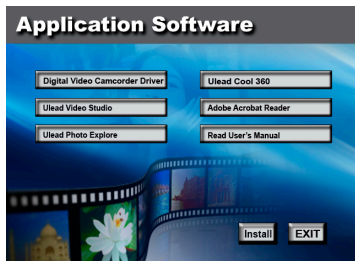 Application Software
Digital Video Camcorder Driver
Ulead Cool 360
Ulead Video Studio
Adobe Acrobat Reader
Ulead Photo Explore
Read User's Manual
Install
EXIT